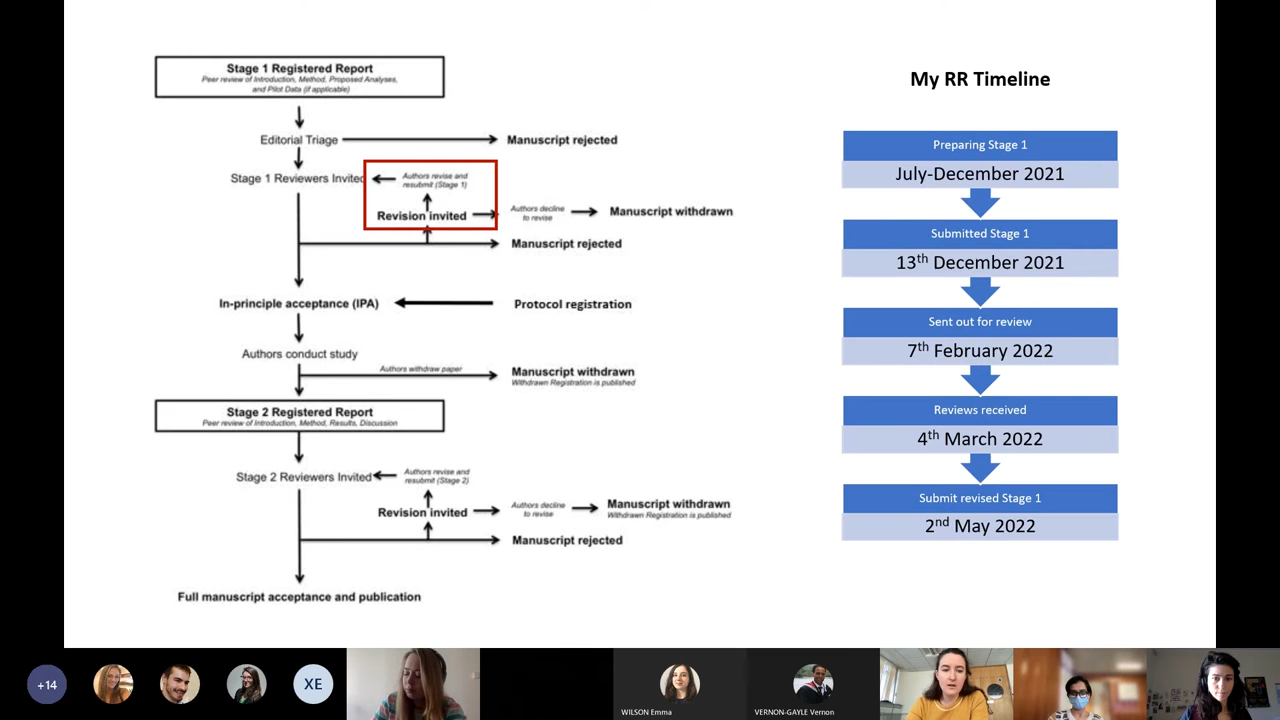 Stage 1 Registered Report
Peer review of Introduction, Method, Proposed Analyses,
and Pilot Data (if applicable)
Editorial Triage
Manuscript rejected
Stage 1 Reviewers Invited
Authors revise and
resubmit (Stage 1)
Revision invited
Authors decline
to revise
Manuscript withdrawn
Manuscript rejected
In-principle acceptance (IPA)
Protocol registration
Authors conduct study
Authors withdraw paper
Manuscript withdrawn
Withdrawn Registration is published
Stage 2 Registered Report
Peer review of Introduction, Method, Results, Discussion
Stage 2 Reviewers Invited
Authors revise and
resubmit (Stage 2)
Revision invited
Authors decline
to revise
Manuscript withdrawn
Withdrawn Registration is published
Manuscript rejected
Full manuscript acceptance and publication
My RR Timeline
Preparing Stage 1
July-December 2021
Submitted Stage 1
13th December 2021
Sent out for review
7th February 2022
Reviews received
4th March 2022
Submit revised Stage 1
2nd May 2022
+14
XE
WILSON Emma
VERNON-GAYLE Vernon